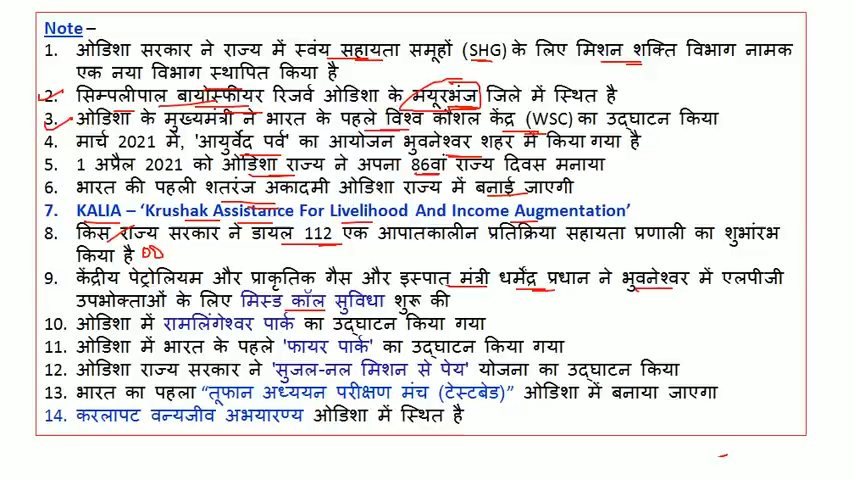 Note –
1. ओडिशा सरकार ने राज्य में स्वंय सहायता समूहों (SHG) के लिए मिशन शक्ति विभाग नामक
एक नया विभाग स्थापित किया है
2. सिम्पलीपाल बायोस्फीयर रिजर्व ओडिशा के मयूरभंज जिले में स्थित है
3. ओडिशा के मुख्यमंत्री ने भारत के पहले विश्व कौशल केंद्र (WSC) का उद्घाटन किया
4. मार्च 2021 में, 'आयुर्वेद पर्व' का आयोजन भुवनेश्वर शहर में किया गया है
5. 1 अप्रैल 2021 को ओडिशा राज्य ने अपना 86वां राज्य दिवस मनाया
6. भारत की पहली शतरंज अकादमी ओडिशा राज्य में बनाई जाएगी
7. KALIA – ‘Krushak Assistance For Livelihood And Income Augmentation’
8. किस राज्य सरकार ने डायल 112 एक आपातकालीन प्रतिक्रिया सहायता प्रणाली का शुभांरभ
किया है
9. केंद्रीय पेट्रोलियम और प्राकृतिक गैस और इस्पात मंत्री धर्मेंद्र प्रधान ने भुवनेश्वर में एलपीजी
उपभोक्ताओं के लिए मिस्ड कॉल सुविधा शुरू की
10. ओडिशा में रामलिंगेश्वर पार्क का उद्घाटन किया गया
11. ओडिशा में भारत के पहले 'फायर पार्क' का उद्घाटन किया गया
12. ओडिशा राज्य सरकार ने 'सुजल-नल मिशन से पेय' योजना का उद्घाटन किया
13. भारत का पहला “तूफान अध्ययन परीक्षण मंच (टेस्टबेड)” ओडिशा में बनाया जाएगा
14. करलापट वन्यजीव अभयारण्य ओडिशा में स्थित है